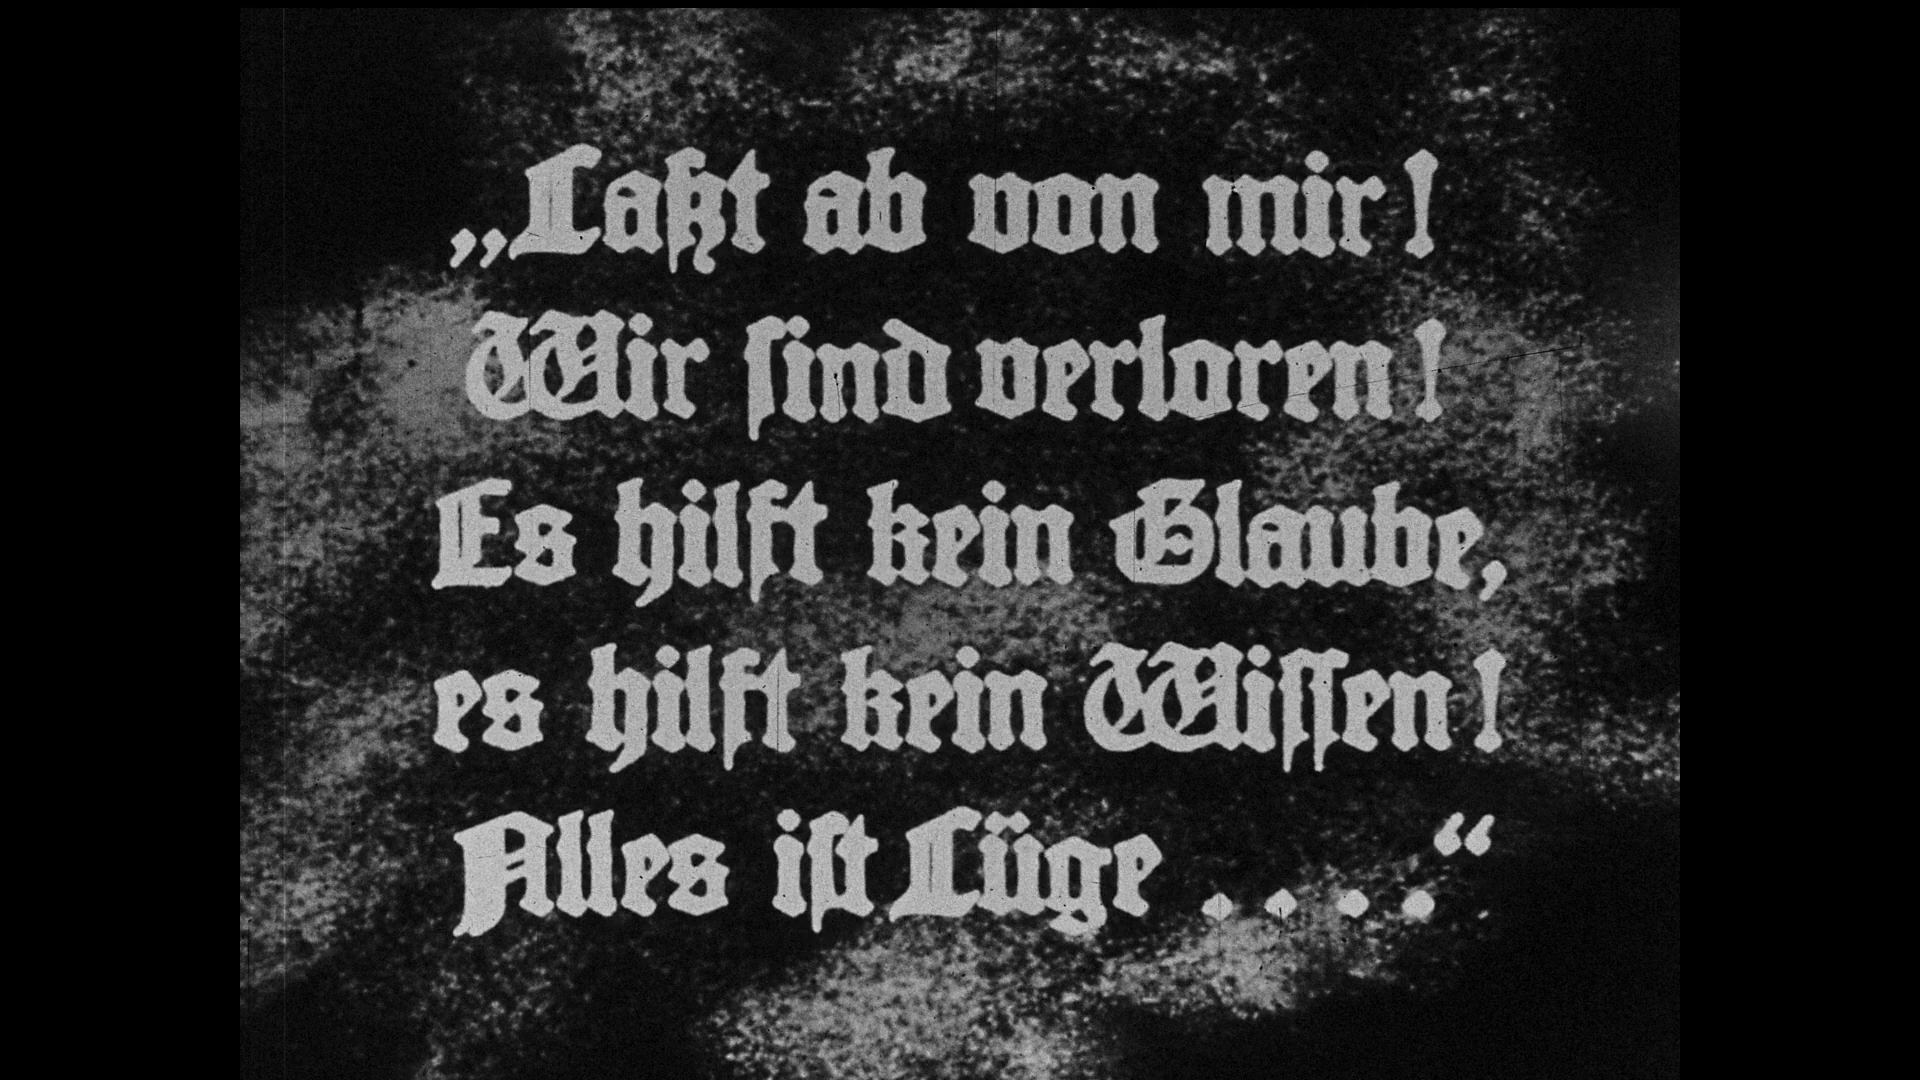 „Laßt ab von mir!
Wir sind verloren!
Es hilft kein Glaube,
es hilft kein Wissen!
Alles ist Lüge . . . .“